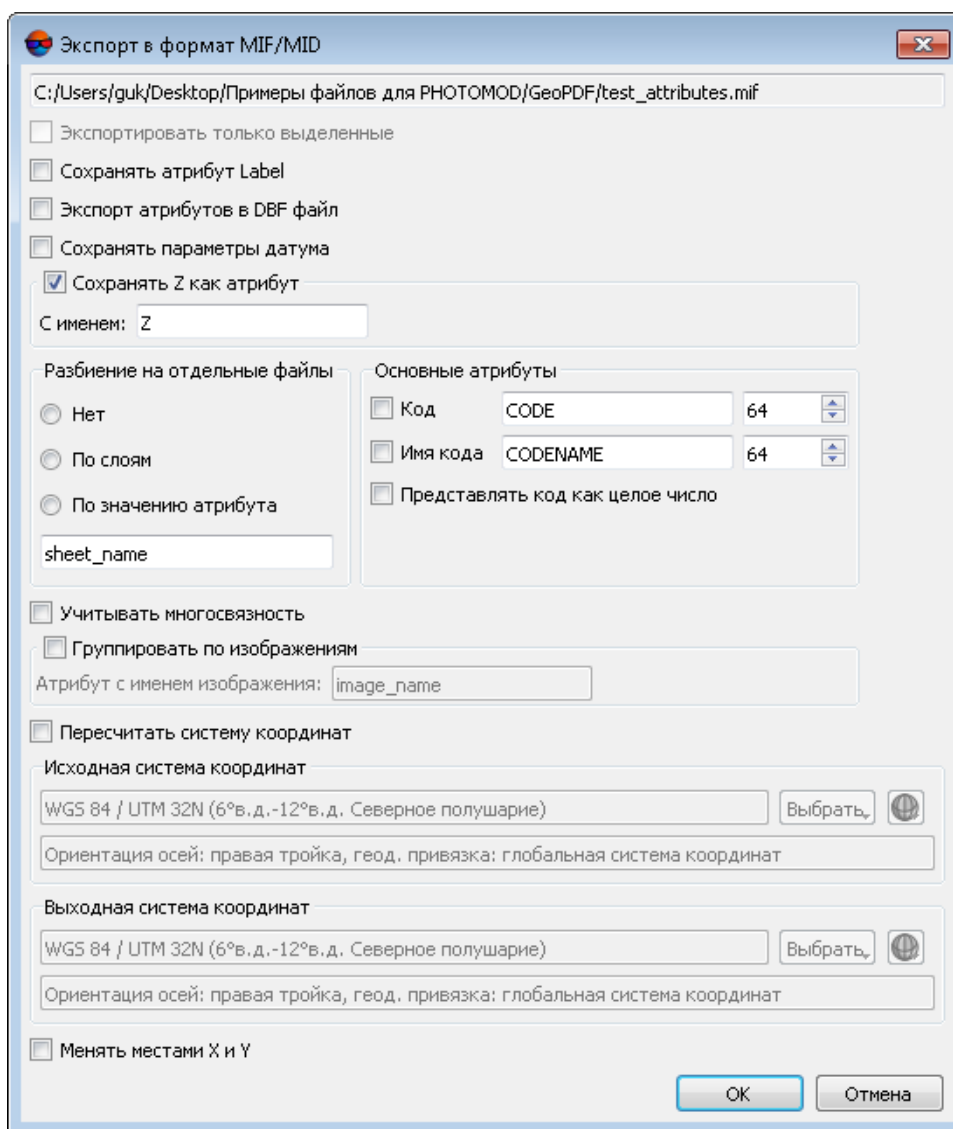 Экспорт в формат MIF/MID
C:/Users/guk/Desktop/Примеры файлов для PHOTOMOD/GeoPDF/test_attributes.mif
Экспортировать только выделенные
Сохранять атрибут Label
Экспорт атрибутов в DBF файл
Сохранять параметры датума
Сохранять Z как атрибут
С именем: Z
Разбиение на отдельные файлы
Нет
По слоям
По значению атрибута
sheet_name
Основные атрибуты
Код CODE 64
Имя кода CODENAME 64
Представлять код как целое число
Учитывать многосвязность
Группировать по изображениям
Атрибут с именем изображения: image_name
Пересчитать систему координат
Исходная система координат
WGS 84 / UTM 32N (6°в.д.-12°в.д. Северное полушарие) Выбрать
Ориентация осей: правая тройка, геод. привязка: глобальная система координат
Выходная система координат
WGS 84 / UTM 32N (6°в.д.-12°в.д. Северное полушарие) Выбрать
Ориентация осей: правая тройка, геод. привязка: глобальная система координат
Менять местами X и Y
OK Отмена